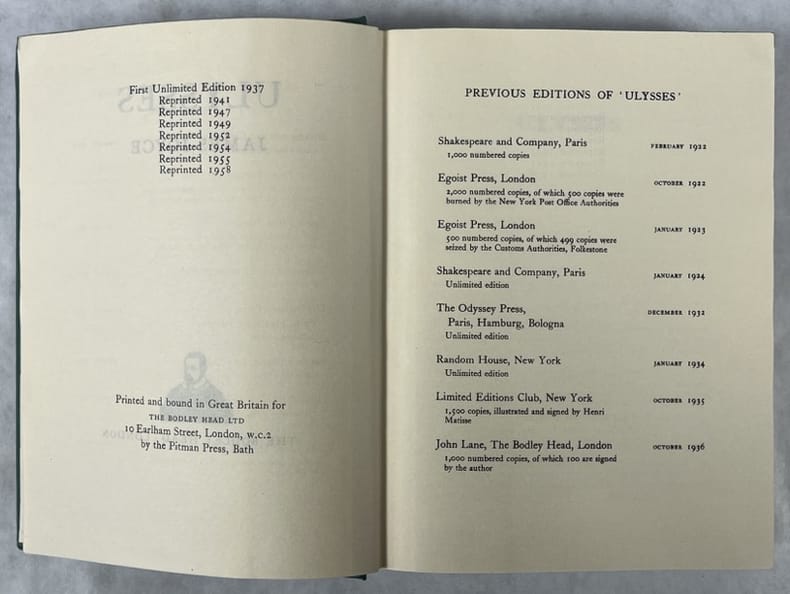 First Unlimited Edition 1937
Reprinted 1941
Reprinted 1947
Reprinted 1949
Reprinted 1952
Reprinted 1954
Reprinted 1955
Reprinted 1958
Printed and bound in Great Britain for
THE BODLEY HEAD LTD
10 Earlham Street, London, W.C.2
by the Pitman Press, Bath
PREVIOUS EDITIONS OF 'ULYSSES'
Shakespeare and Company, Paris FEBRUARY 1922
1,000 numbered copies
Egoist Press, London OCTOBER 1922
2,000 numbered copies, of which 500 copies were
burned by the New York Post Office Authorities
Egoist Press, London JANUARY 1923
500 numbered copies, of which 499 copies were
seized by the Customs Authorities, Folkestone
Shakespeare and Company, Paris JANUARY 1924
Unlimited edition
The Odyssey Press, DECEMBER 1932
Paris, Hamburg, Bologna
Unlimited edition
Random House, New York JANUARY 1934
Unlimited edition
Limited Editions Club, New York OCTOBER 1935
1,500 copies, illustrated and signed by Henri
Matisse
John Lane, The Bodley Head, London OCTOBER 1936
1,000 numbered copies, of which 100 are signed
by the author